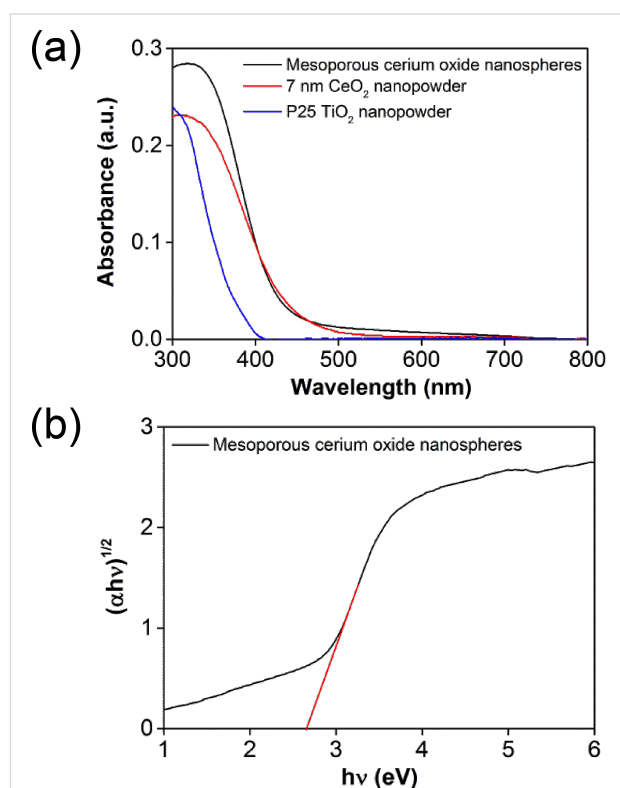 (a)
0.3
0.2
0.1
0.0
Absorbance (a.u.)
Mesoporous cerium oxide nanospheres
7 nm CeO₂ nanopowder
P25 TiO₂ nanopowder
300 400 500 600 700 800
Wavelength (nm)
(b)
3
2
1
0
(αhν)¹/²
Mesoporous cerium oxide nanospheres
1 2 3 4 5 6
hν (eV)